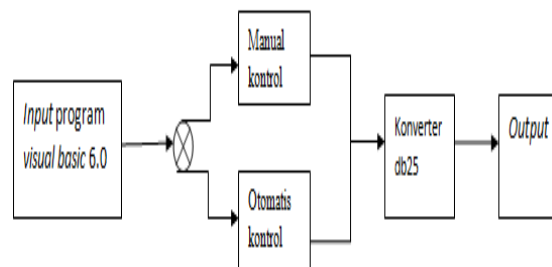 Input program
visual basic 6.0
Manual
kontrol
Otomatis
kontrol
Konverter
db25
Output